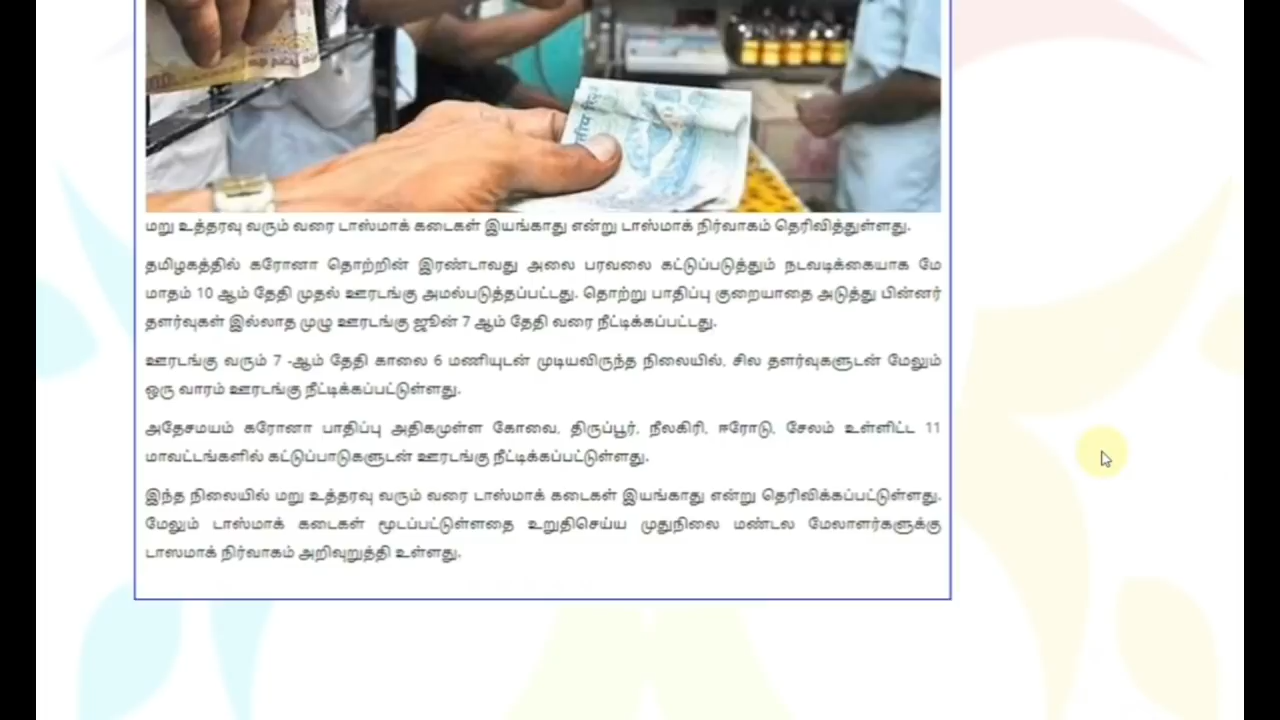 மறு உத்தரவு வரும் வரை டாஸ்மாக் கடைகள் இயங்காது என்று டாஸ்மாக் நிர்வாகம் தெரிவித்துள்ளது.
தமிழகத்தில் கரோனா தொற்றின் இரண்டாவது அலை பரவலை கட்டுப்படுத்தும் நடவடிக்கையாக மே
மாதம் 10 ஆம் தேதி முதல் ஊரடங்கு அமல்படுத்தப்பட்டது. தொற்று பாதிப்பு குறையாதை அடுத்து பின்னர்
தளர்வுகள் இல்லாத முழு ஊரடங்கு ஜூன் 7 ஆம் தேதி வரை நீட்டிக்கப்பட்டது.
ஊரடங்கு வரும் 7 -ஆம் தேதி காலை 6 மணியுடன் முடியவிருந்த நிலையில், சில தளர்வுகளுடன் மேலும்
ஒரு வாரம் ஊரடங்கு நீட்டிக்கப்பட்டுள்ளது.
அதேசமயம் கரோனா பாதிப்பு அதிகமுள்ள கோவை, திருப்பூர், நீலகிரி, ஈரோடு, சேலம் உள்ளிட்ட 11
மாவட்டங்களில் கட்டுப்பாடுகளுடன் ஊரடங்கு நீட்டிக்கப்பட்டுள்ளது.
இந்த நிலையில் மறு உத்தரவு வரும் வரை டாஸ்மாக் கடைகள் இயங்காது என்று தெரிவிக்கப்பட்டுள்ளது.
மேலும் டாஸ்மாக் கடைகள் மூடப்பட்டுள்ளதை உறுதிசெய்ய முதுநிலை மண்டல மேலாளர்களுக்கு
டாஸமாக் நிர்வாகம் அறிவுறுத்தி உள்ளது.